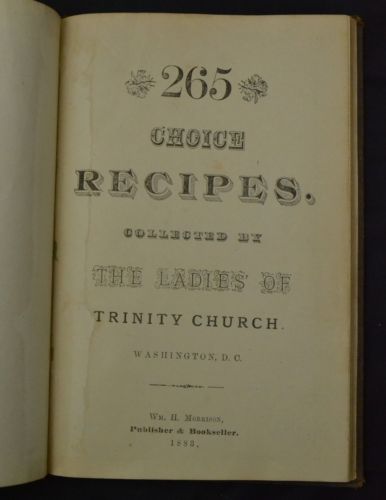 265
CHOICE
RECIPES.
COLLECTED BY
THE LADIES OF
TRINITY CHURCH.
WASHINGTON, D. C.
WM. H. MORRISON,
Publisher & Bookseller.
1883.